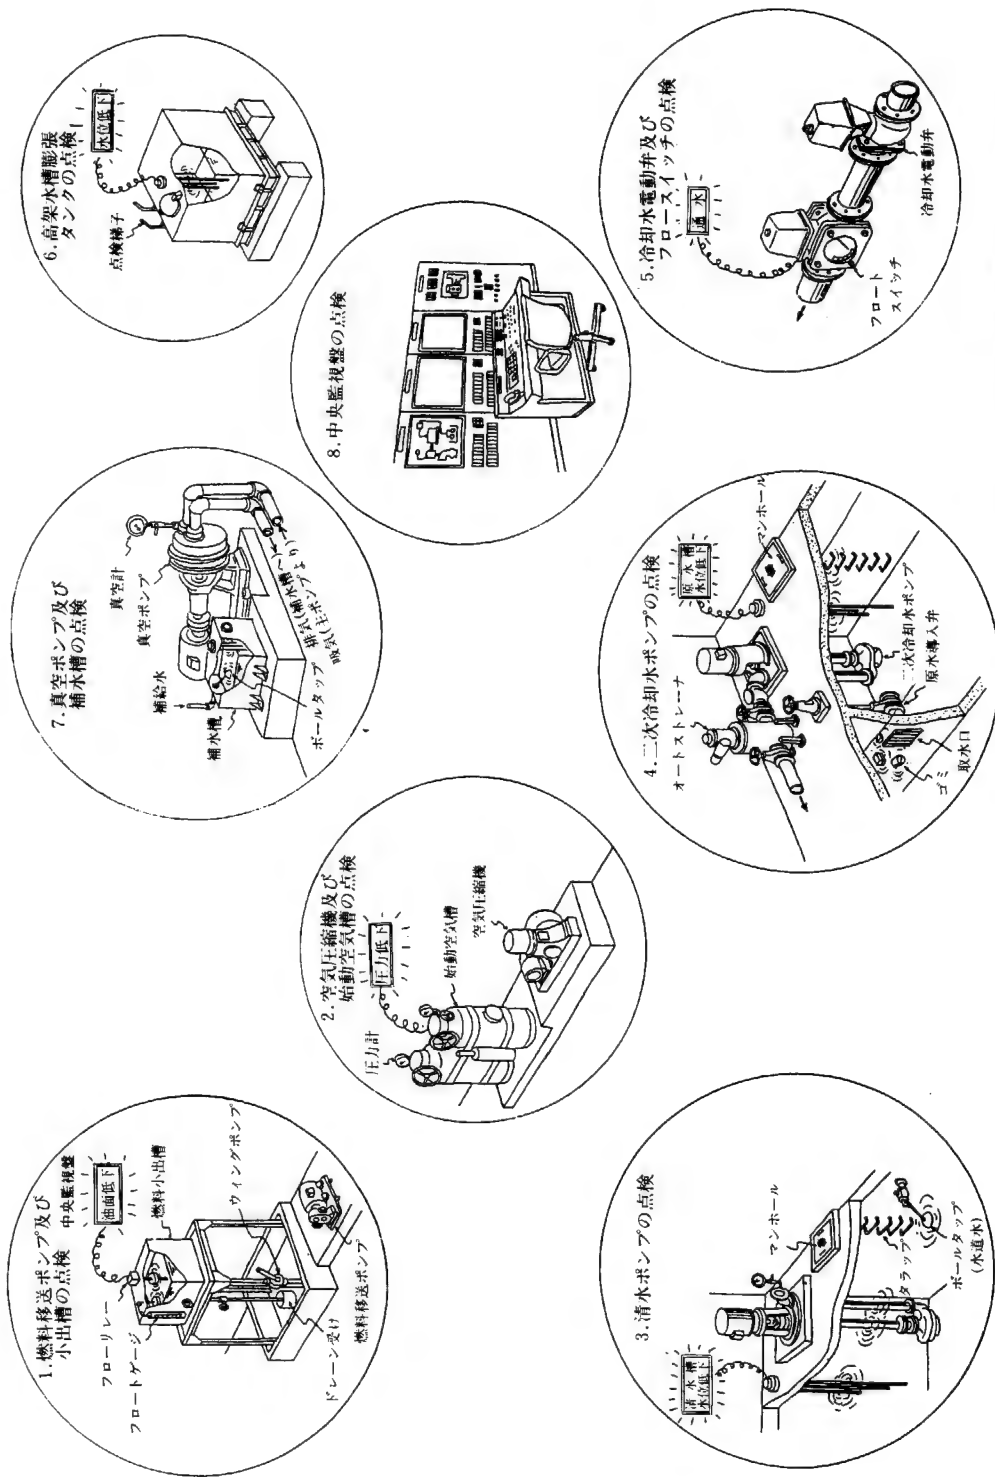 1.燃料移送ポンプ及び
小出槽の点検
中央監視盤
油面低下
フローリレー
フロートゲージ
燃料小出槽
ウィングポンプ
ドレーン受け
燃料移送ポンプ
2.空気圧縮機及び
始動空気槽の点検
圧力低下
圧力計
始動空気槽
空気圧縮機
3.清水ポンプの点検
清水槽
水位低下
マンホール
タラップ
ボールタップ
(水道水)
4.二次冷却水ポンプの点検
オートストレーナ
原水槽
水位低下
マンホール
二次冷却水ポンプ
原水導入弁
取水口
ゴミ
5.冷却水電動弁及び
フロースイッチの点検
通水
フロート
スイッチ
冷却水電動弁
6.高架水槽膨張
タンクの点検
水位低下
点検梯子
7.真空ポンプ及び
補水槽の点検
真空計
真空ポンプ
補給水
補水槽
ボールタップ
排気(補水槽へ)
吸気(主ポンプより)
8.中央監視盤の点検